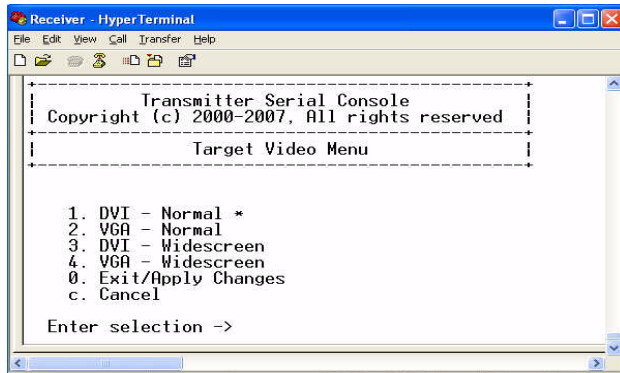 Receiver - HyperTerminal
File Edit View Call Transfer Help
Transmitter Serial Console
Copyright (c) 2000-2007, All rights reserved
Target Video Menu
1. DVI - Normal *
2. VGA - Normal
3. DVI - Widescreen
4. VGA - Widescreen
0. Exit/Apply Changes
c. Cancel
Enter selection ->